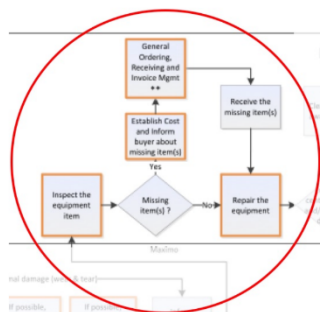 General
Ordering,
Receiving and
Invoice Mgmt
**
Receive the
missing item(s)
Establish Cost
and Inform
buyer about
missing item(s)
Yes
Inspect the
equipment
item
Missing
item(s) ?
No
Repair the
equipment
Maximo
nal damage (wear & tear)
If possible,
If possible,